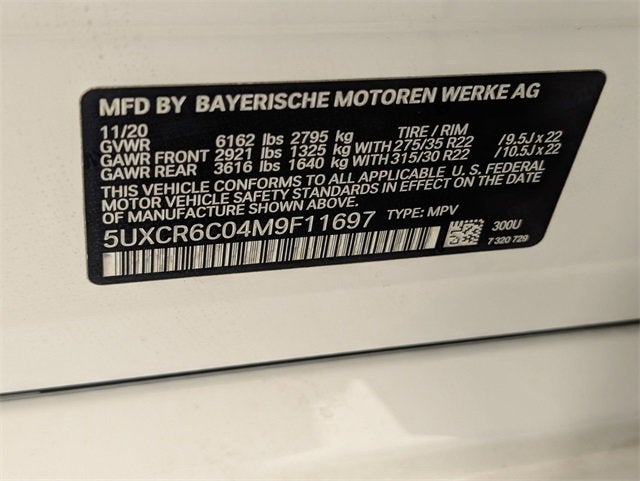 MFD BY BAYERISCHE MOTOREN WERKE AG
11/20 TIRE / RIM
GVWR 6162 lbs 2795 kg
GAWR FRONT 2921 lbs 1325 kg WITH 275/35 R22 /9.5J x 22
GAWR REAR 3616 lbs 1640 kg WITH 315/30 R22 /10.5J x 22
THIS VEHICLE CONFORMS TO ALL APPLICABLE U.S. FEDERAL
MOTOR VEHICLE SAFETY STANDARDS IN EFFECT ON THE DATE
OF MANUFACTURE SHOWN ABOVE.
5UXCR6C04M9F11697 TYPE: MPV
300U
7 320 729